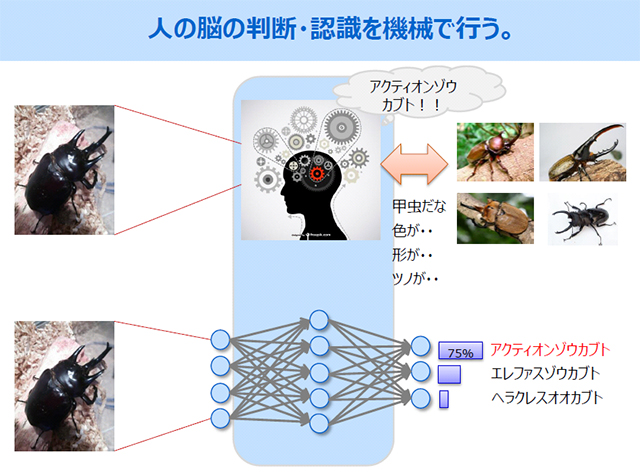 人の脳の判断・認識を機械で行う。
アクティオンゾウ
カブト！！
甲虫だな
色が・・
形が・・
ツノが・・
75%
アクティオンゾウカブト
エレファスゾウカブト
ヘラクレスオオカブト